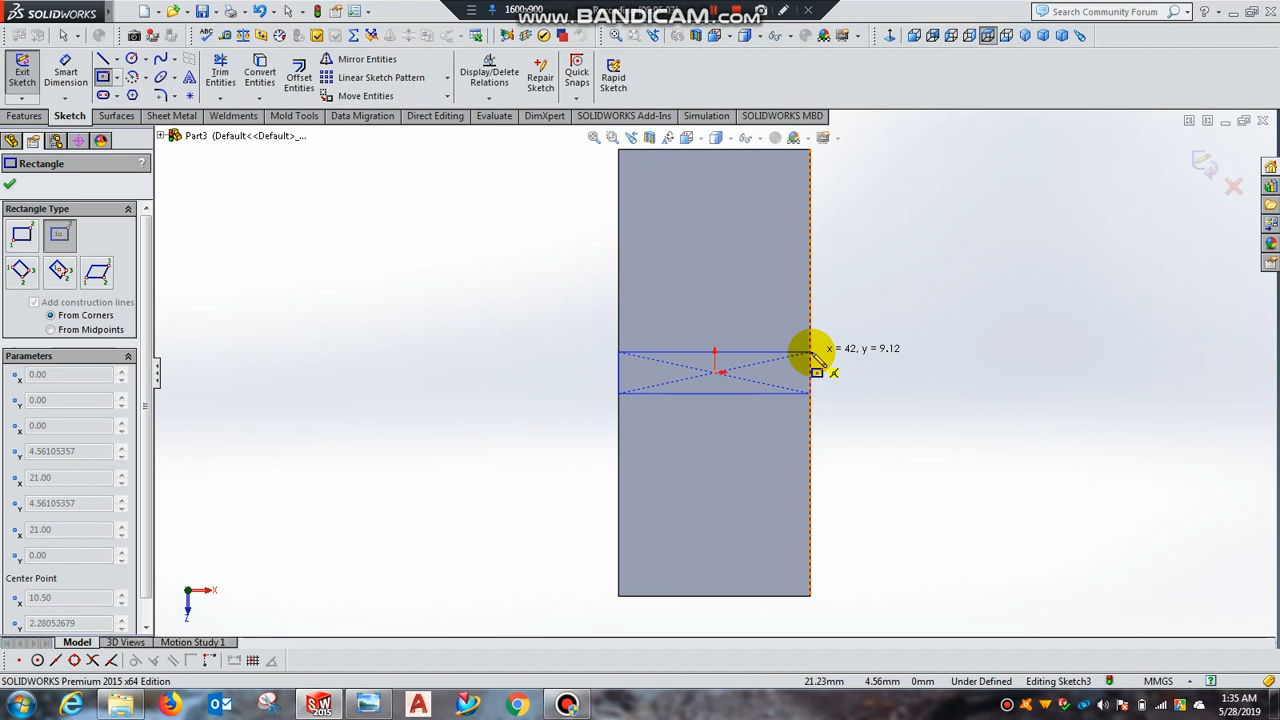 SOLIDWORKS
1600x900
www.BANDICAM.com
Search Community Forum
Exit Sketch
Smart Dimension
Trim Entities
Convert Entities
Offset Entities
Mirror Entities
Linear Sketch Pattern
Move Entities
Display/Delete Relations
Repair Sketch
Quick Snaps
Rapid Sketch
Features
Sketch
Surfaces
Sheet Metal
Weldments
Mold Tools
Data Migration
Direct Editing
Evaluate
DimXpert
SOLIDWORKS Add-Ins
Simulation
SOLIDWORKS MBD
Part3 (Default<<Default>_...
Rectangle
?
Rectangle Type
Add construction lines
From Corners
From Midpoints
Parameters
0.00
0.00
0.00
4.56105357
21.00
4.56105357
21.00
0.00
Center Point
10.50
2.28052679
x = 42, y = 9.12
X
Z
Model
3D Views
Motion Study 1
SOLIDWORKS Premium 2015 x64 Edition
21.23mm
4.56mm
0mm
Under Defined
Editing Sketch3
MMGS
1:35 AM
5/28/2019